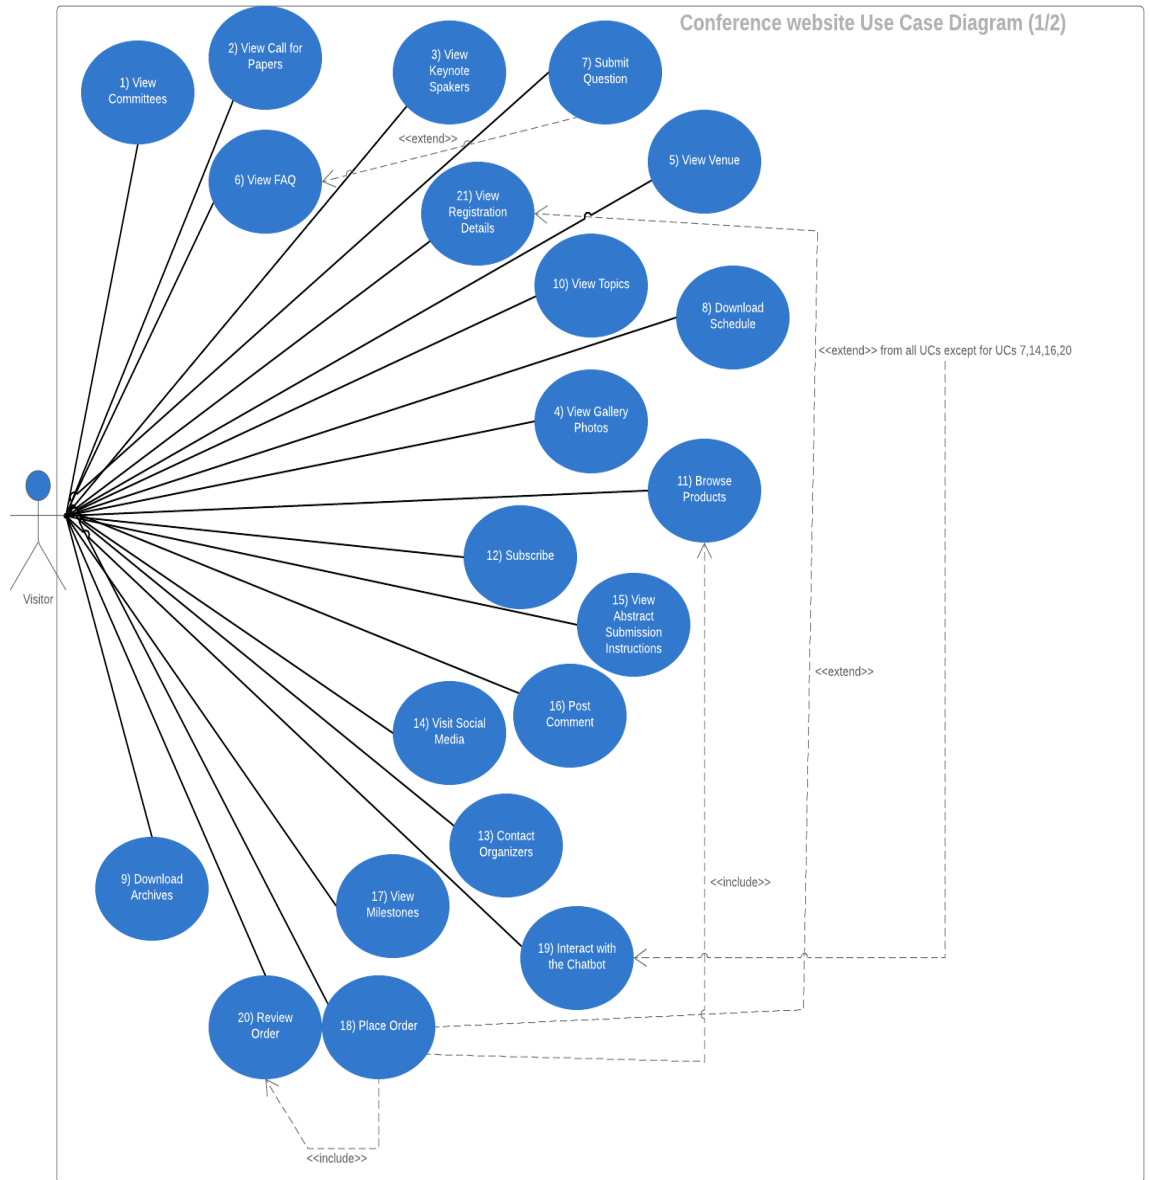 Conference website Use Case Diagram (1/2)
2) View Call for
Papers
3) View
Keynote
Spakers
7) Submit
Question
1) View
Committees
<<extend>>
5) View Venue
6) View FAQ
21) View
Registration
Details
10) View Topics
8) Download
Schedule
<<extend>> from all UCs except for UCs 7,14,16,20
4) View Gallery
Photos
11) Browse
Products
12) Subscribe
Visitor
15) View
Abstract
Submission
Instructions
<<extend>>
16) Post
Comment
14) Visit Social
Media
13) Contact
Organizers
9) Download
Archives
<<include>>
17) View
Milestones
19) Interact with
the Chatbot
20) Review
Order
18) Place Order
<<include>>